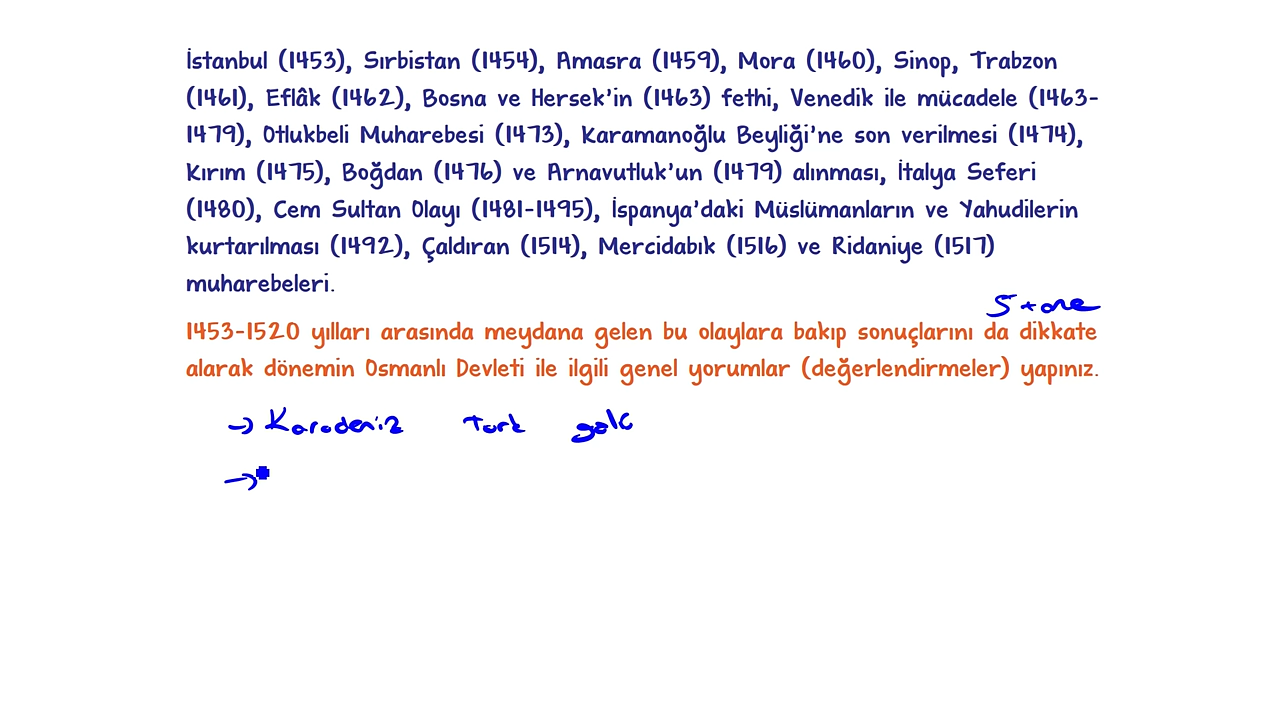 İstanbul (1453), Sırbistan (1454), Amasra (1459), Mora (1460), Sinop, Trabzon
(1461), Eflâk (1462), Bosna ve Hersek'in (1463) fethi, Venedik ile mücadele (1463-
1479), Otlukbeli Muharebesi (1473), Karamanoğlu Beyliği'ne son verilmesi (1474),
Kırım (1475), Boğdan (1476) ve Arnavutluk'un (1479) alınması, İtalya Seferi
(1480), Cem Sultan Olayı (1481-1495), İspanya'daki Müslümanların ve Yahudilerin
kurtarılması (1492), Çaldıran (1514), Mercidabık (1516) ve Ridaniye (1517)
muharebeleri.
5 tane
1453-1520 yılları arasında meydana gelen bu olaylara bakıp sonuçlarını da dikkate
alarak dönemin Osmanlı Devleti ile ilgili genel yorumlar (değerlendirmeler) yapınız.
→ Karadeniz Türk gölü
→